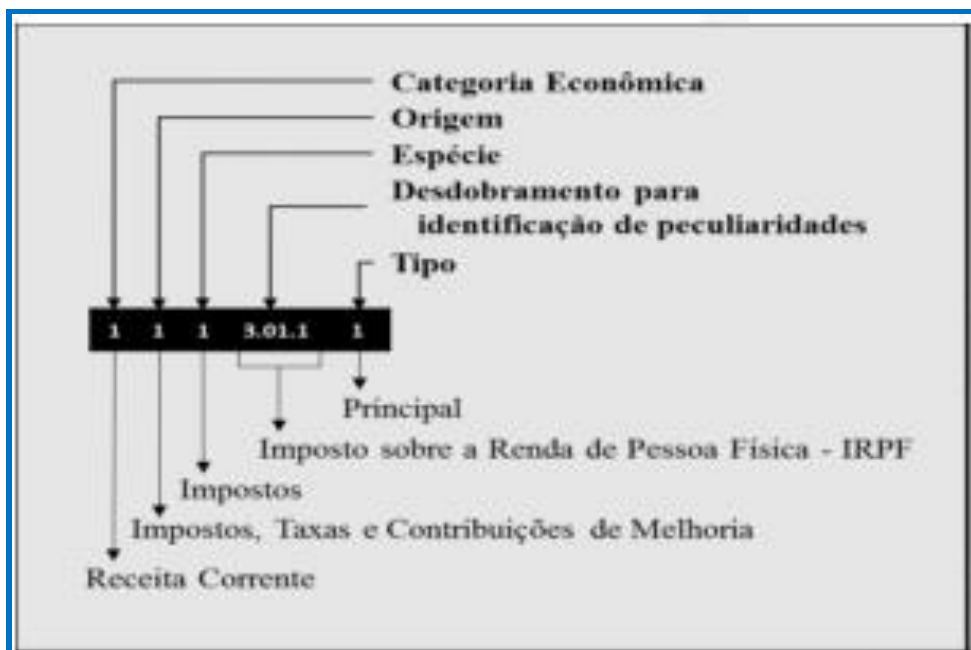 Categoria Econômica
Origem
Espécie
Desdobramento para
identificação de peculiaridades
Tipo
1 1 1 3.01.1 1
Principal
Imposto sobre a Renda de Pessoa Física - IRPF
Impostos
Impostos, Taxas e Contribuições de Melhoria
Receita Corrente